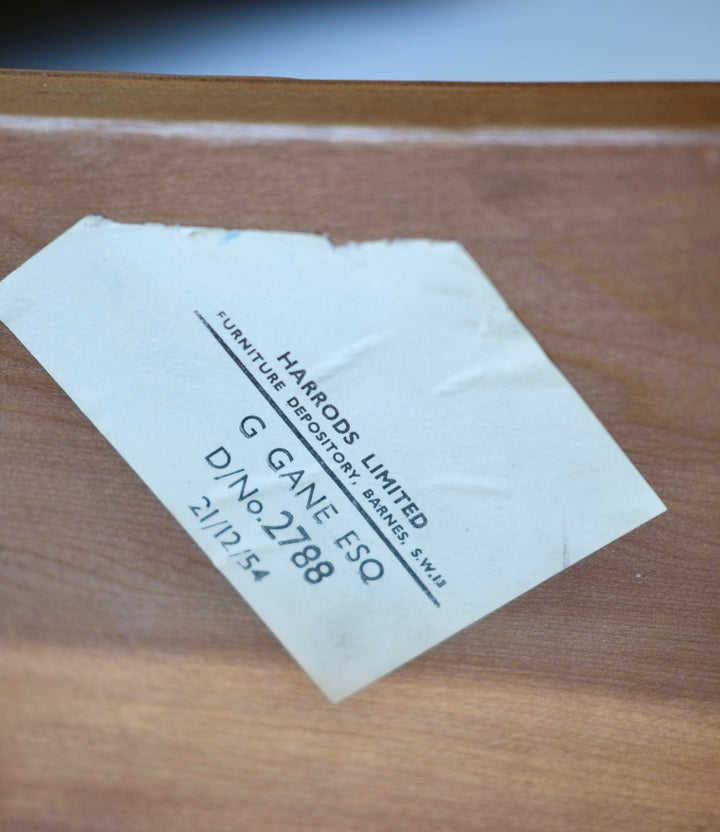 HARRODS LIMITED
FURNITURE DEPOSITORY, BARNES, S.W.13
G GANE ESQ
D/No. 2788
21/12/54